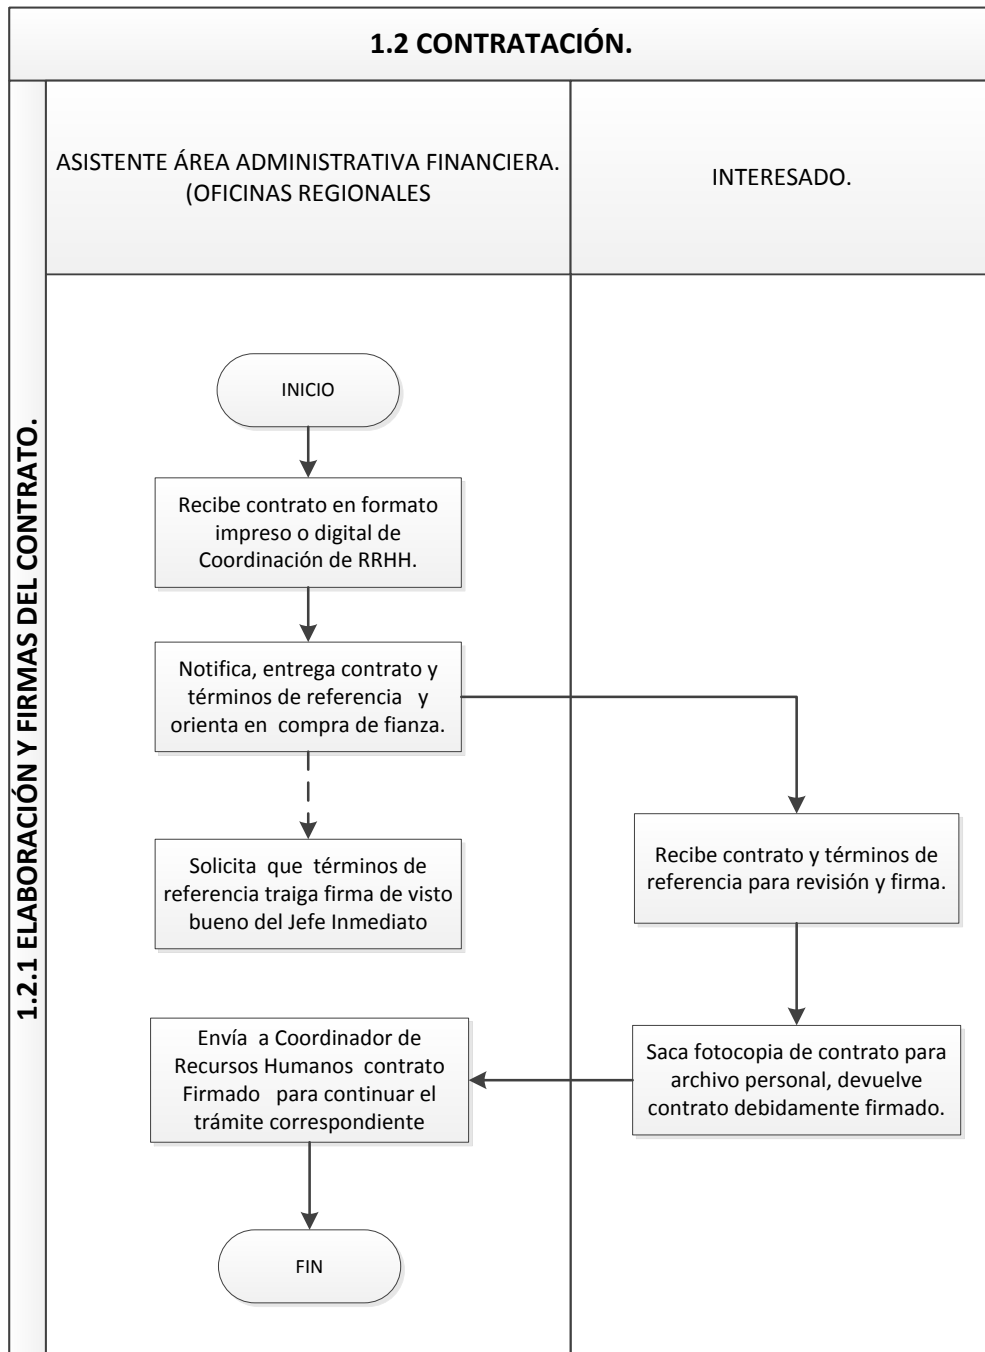 1.2 CONTRATACIÓN.
1.2.1 ELABORACIÓN Y FIRMAS DEL CONTRATO.
ASISTENTE ÁREA ADMINISTRATIVA FINANCIERA.
(OFICINAS REGIONALES
INTERESADO.
INICIO
Recibe contrato en formato
impreso o digital de
Coordinación de RRHH.
Notifica, entrega contrato y
términos de referencia y
orienta en compra de fianza.
Solicita que términos de
referencia traiga firma de visto
bueno del Jefe Inmediato
Recibe contrato y términos de
referencia para revisión y firma.
Saca fotocopia de contrato para
archivo personal, devuelve
contrato debidamente firmado.
Envía a Coordinador de
Recursos Humanos contrato
Firmado para continuar el
trámite correspondiente
FIN